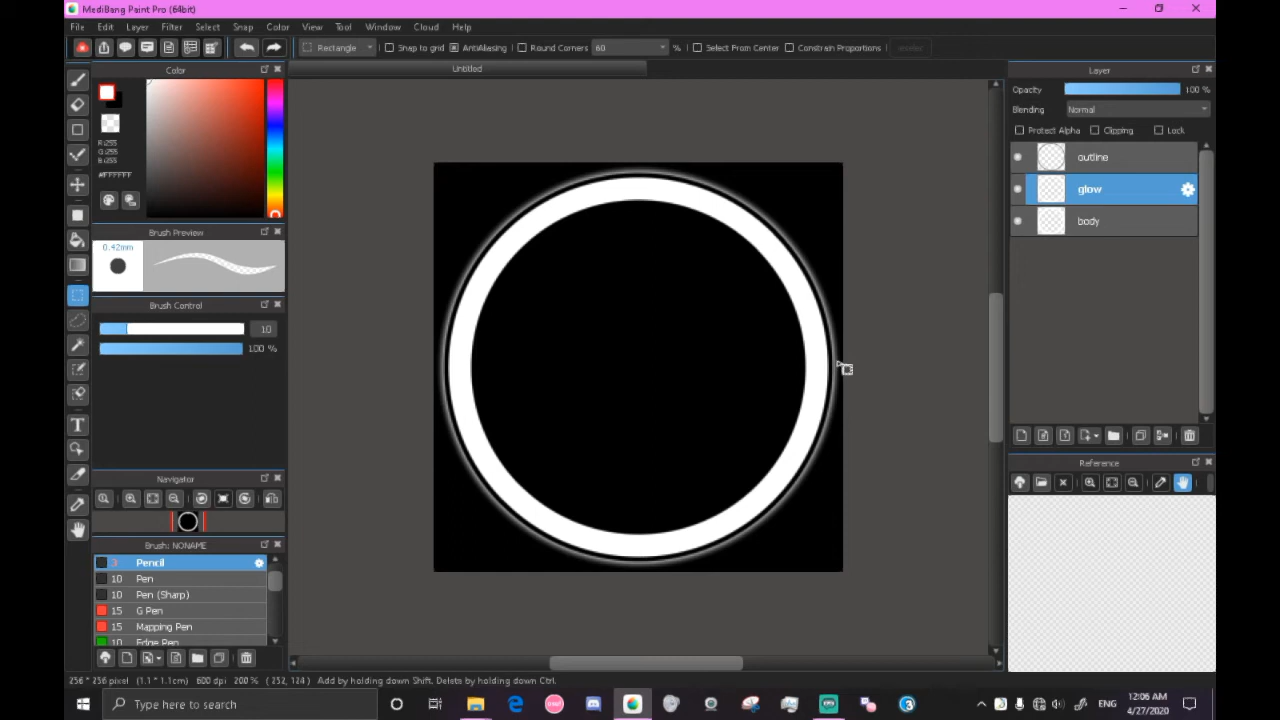 MediBang Paint Pro (64bit)
File Edit Layer Filter Select Snap Color View Tool Window Cloud Help
Rectangle Snap to grid AntiAliasing Round Corners 60 % Select From Center Constrain Proportions
Color
Untitled
Layer
Opacity 100 %
Blending Normal
Protect Alpha Clipping Lock
R:255
G:255
B:255
#FFFFFF
outline
glow
body
Brush Preview
0.42mm
Brush Control
10
100 %
Navigator
Reference
Brush: NONAME
3 Pencil
10 Pen
10 Pen (Sharp)
15 G Pen
15 Mapping Pen
10 Edge Pen
256 * 256 pixel (1.1 * 1.1cm) 600 dpi 200 % ( 252, 124 ) Add by holding down Shift, Delete by holding down Ctrl.
Type here to search
ENG
12:06 AM
4/27/2020